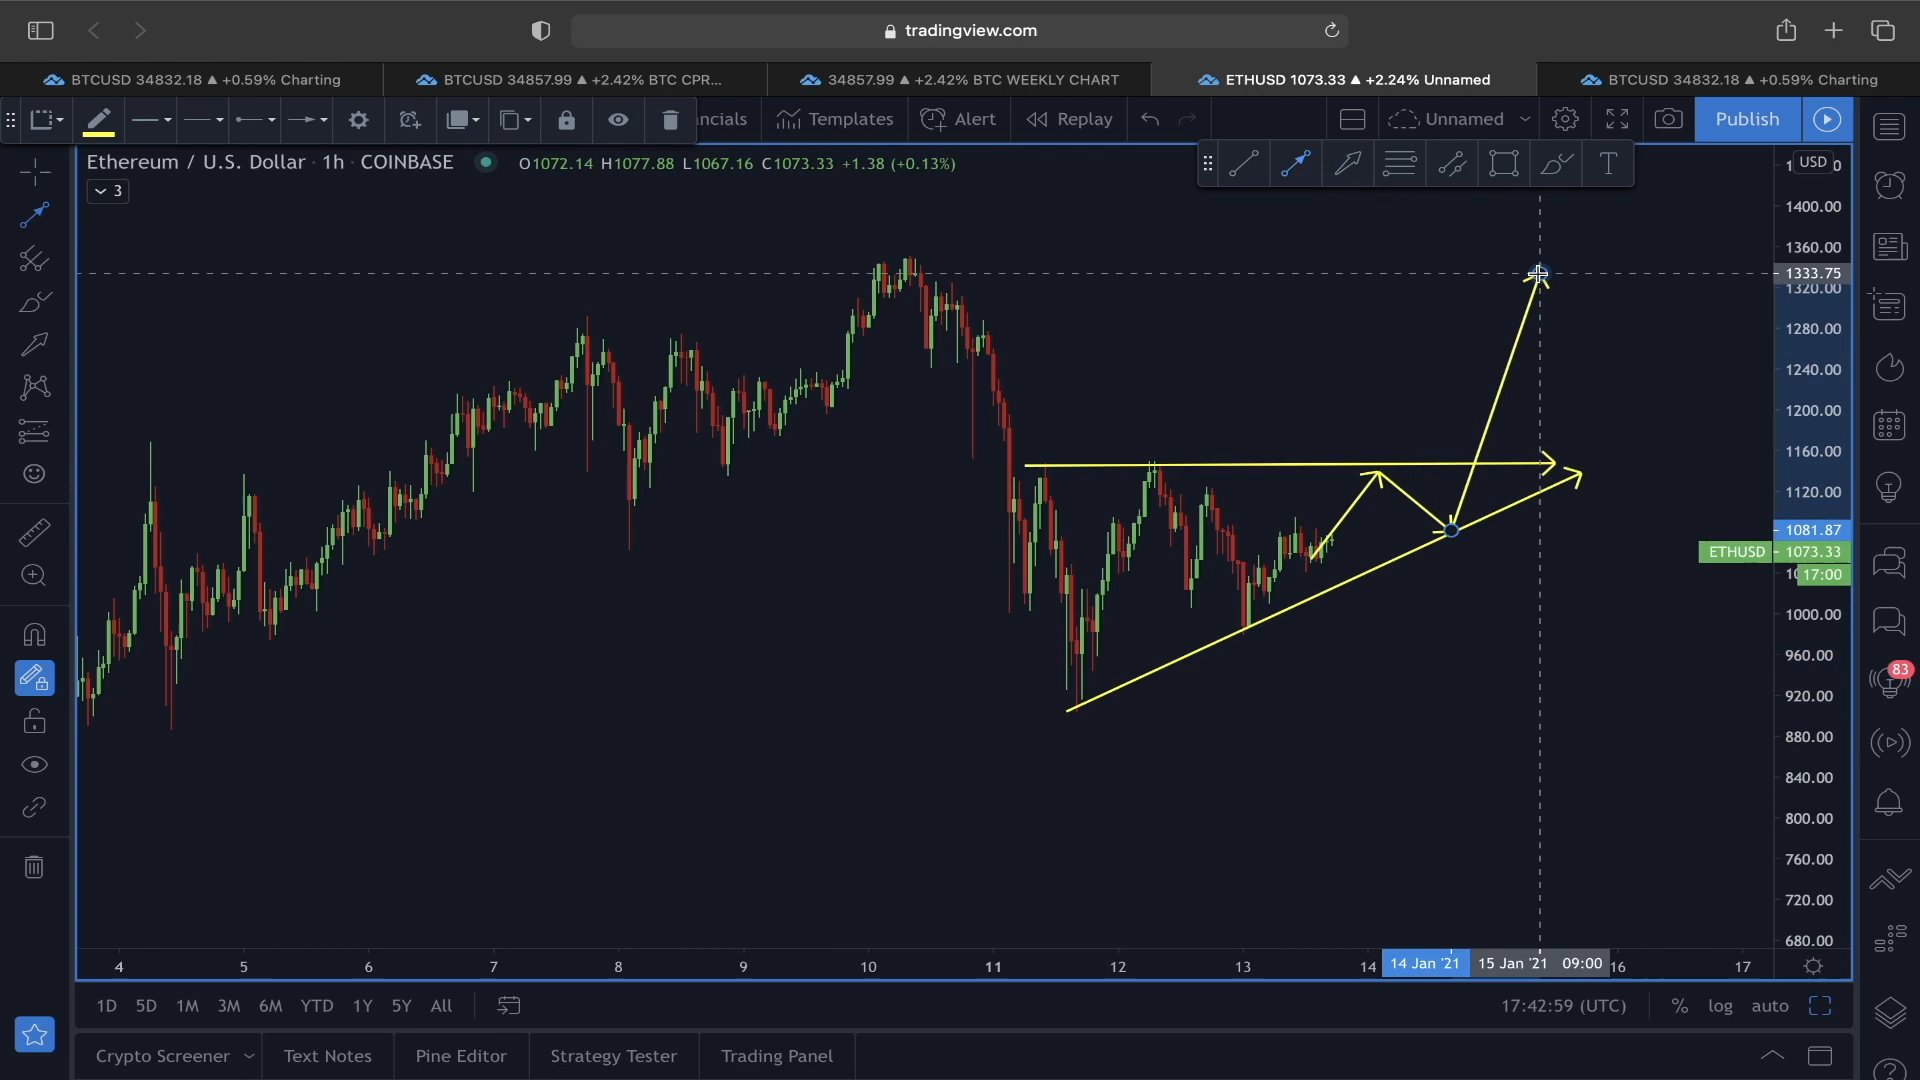 tradingview.com
BTCUSD 34832.18 ▲ +0.59% Charting
BTCUSD 34857.99 ▲ +2.42% BTC CPR...
34857.99 ▲ +2.42% BTC WEEKLY CHART
ETHUSD 1073.33 ▲ +2.24% Unnamed
BTCUSD 34832.18 ▲ +0.59% Charting
ncials Templates Alert Replay Unnamed Publish
Ethereum / U.S. Dollar · 1h · COINBASE O1072.14 H1077.88 L1067.16 C1073.33 +1.38 (+0.13%)
3
T
USD
1400.00
1360.00
1333.75
1320.00
1280.00
1240.00
1200.00
1160.00
1120.00
1081.87
ETHUSD 1073.33
17:00
1000.00
960.00
920.00
880.00
840.00
800.00
760.00
720.00
680.00
83
4 5 6 7 8 9 10 11 12 13 14 14 Jan '21 15 Jan '21 09:00 16 17
1D 5D 1M 3M 6M YTD 1Y 5Y All 17:42:59 (UTC) % log auto
Crypto Screener Text Notes Pine Editor Strategy Tester Trading Panel